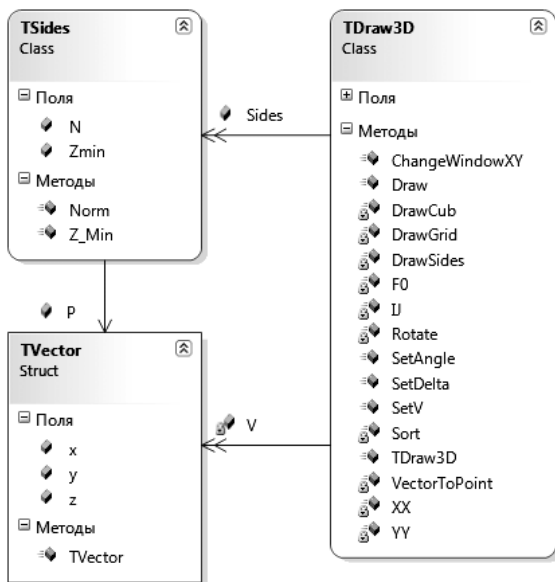 TSides
Class
Поля
N
Zmin
Методы
Norm
Z_Min
Sides
P
TVector
Struct
Поля
x
y
z
Методы
TVector
V
TDraw3D
Class
Поля
Методы
ChangeWindowXY
Draw
DrawCub
DrawGrid
DrawSides
F0
IJ
Rotate
SetAngle
SetDelta
SetV
Sort
TDraw3D
VectorToPoint
XX
YY